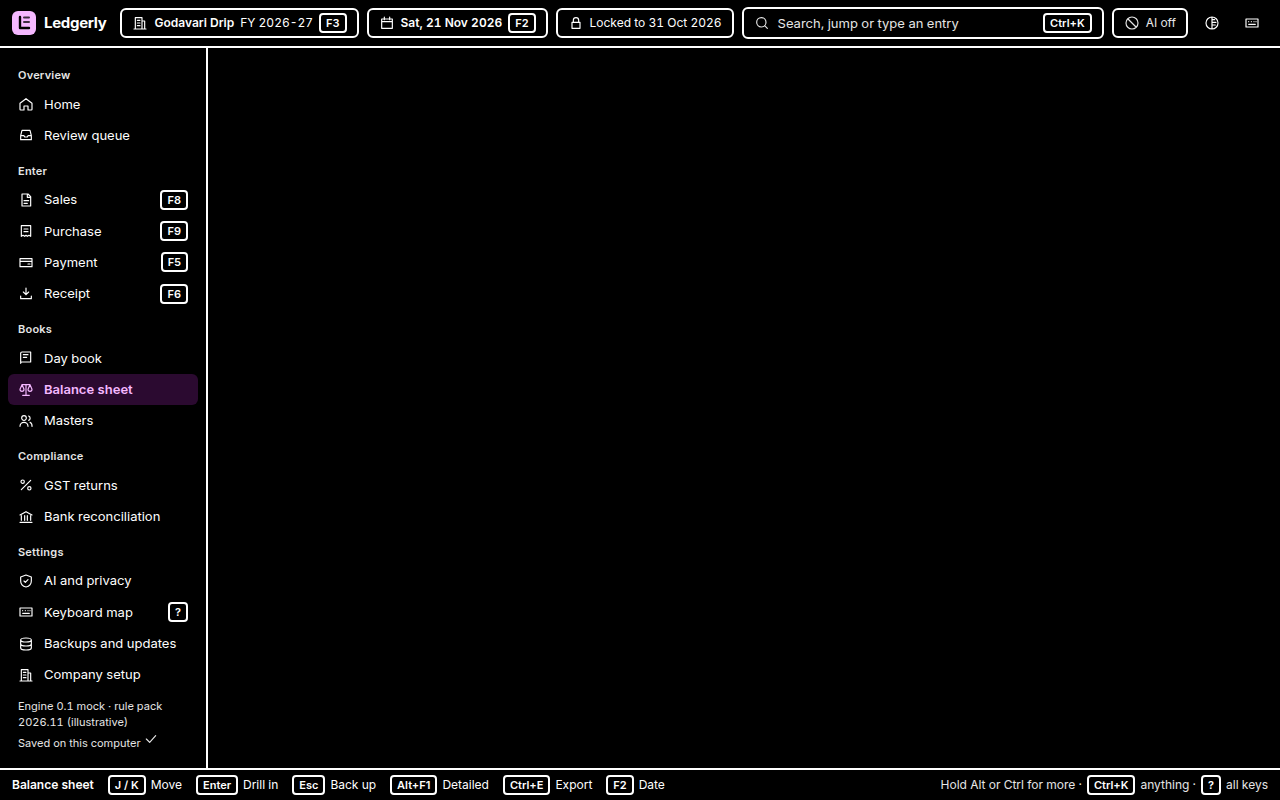 Ledgerly
Godavari Drip FY 2026-27 F3
Sat, 21 Nov 2026 F2
Locked to 31 Oct 2026
Search, jump or type an entry Ctrl+K
AI off
Overview
Home
Review queue
Enter
Sales F8
Purchase F9
Payment F5
Receipt F6
Books
Day book
Balance sheet
Masters
Compliance
GST returns
Bank reconciliation
Settings
AI and privacy
Keyboard map ?
Backups and updates
Company setup
Engine 0.1 mock · rule pack
2026.11 (illustrative)
Saved on this computer
Balance sheet J / K Move Enter Drill in Esc Back up Alt+F1 Detailed Ctrl+E Export F2 Date Hold Alt or Ctrl for more · Ctrl+K anything · ? all keys